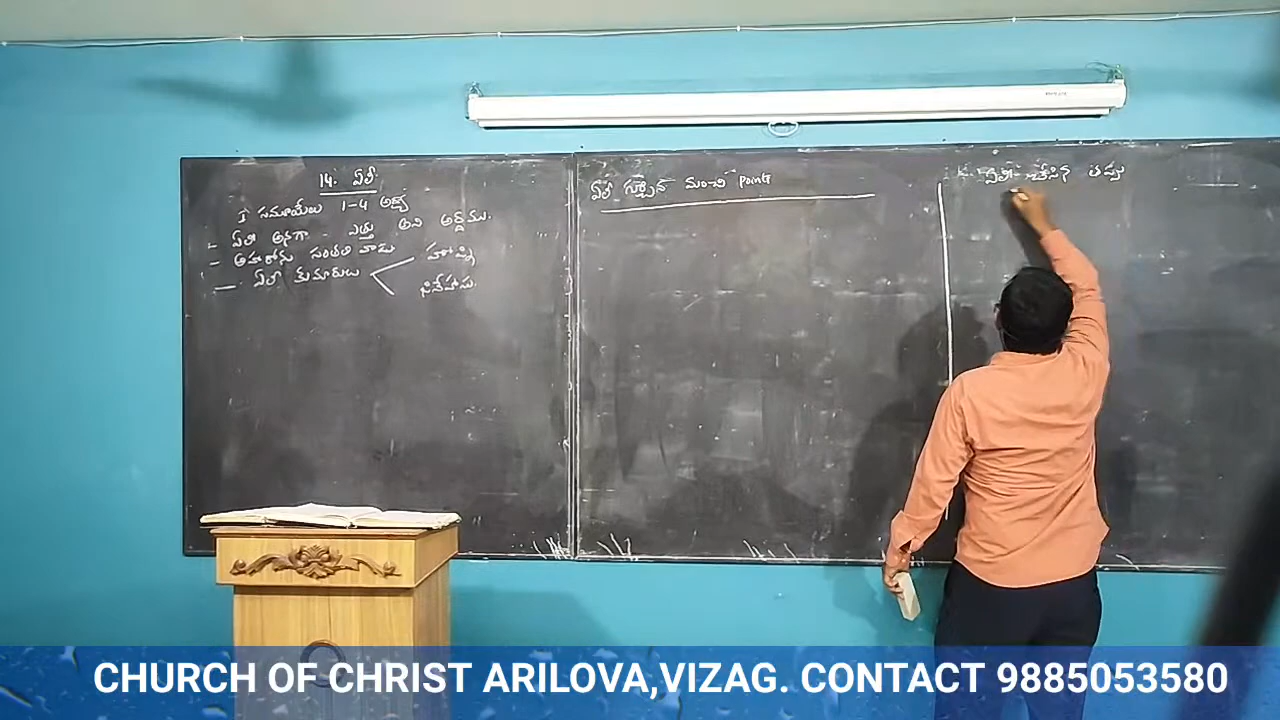 14. ఏలీ
I సమూయేలు 1-4 అధ్యా
- ఏలీ అనగా - ఎత్తు అని అర్థము.
- అహరోను సంతతి వాడు
- ఏలీ కుమారులు < హోఫ్ని
ఫినేహాసు.
ఏలీ గూర్చిన మంచి Points
ఏలీ చేసిన తప్పు
CHURCH OF CHRIST ARILOVA,VIZAG. CONTACT 9885053580